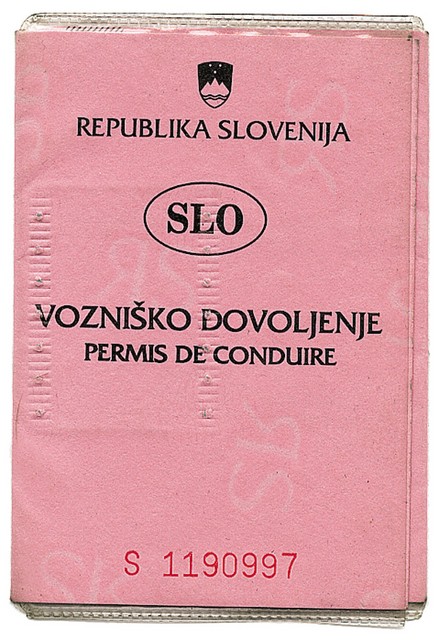 REPUBLIKA SLOVENIJA
SLO
VOZNIŠKO DOVOLJENJE
PERMIS DE CONDUIRE
S 1190997